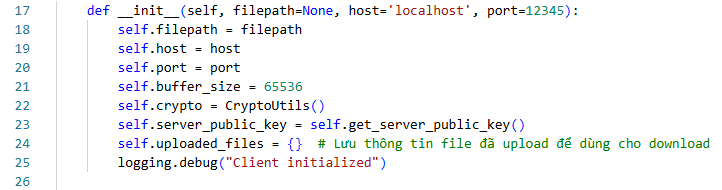 17 def __init__(self, filepath=None, host='localhost', port=12345):
18 self.filepath = filepath
19 self.host = host
20 self.port = port
21 self.buffer_size = 65536
22 self.crypto = CryptoUtils()
23 self.server_public_key = self.get_server_public_key()
24 self.uploaded_files = {}  # Lưu thông tin file đã upload để dùng cho download
25 logging.debug("Client initialized")
26